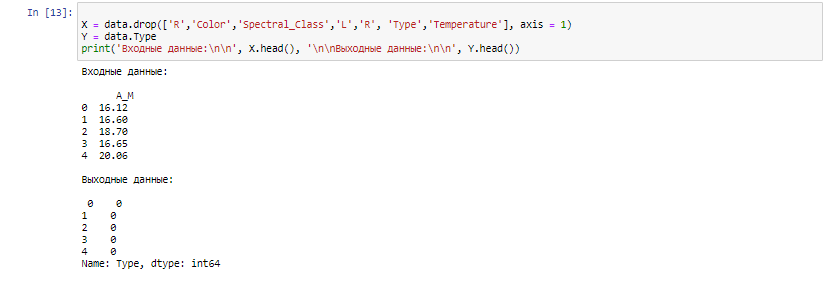 In [13]:
X = data.drop(['R','Color','Spectral_Class','L','R', 'Type','Temperature'], axis = 1)
Y = data.Type
print('Входные данные:\n\n', X.head(), '\n\nВыходные данные:\n\n', Y.head())
Входные данные:
A_M
0 16.12
1 16.60
2 18.70
3 16.65
4 20.06
Выходные данные:
0 0
1 0
2 0
3 0
4 0
Name: Type, dtype: int64